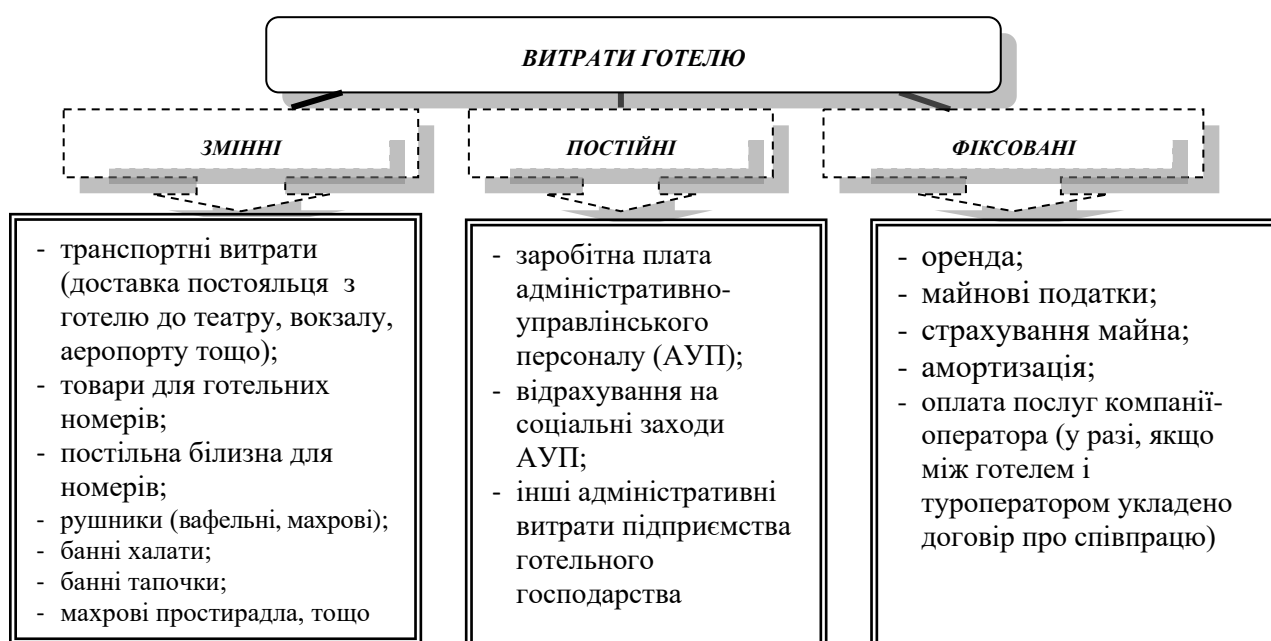 ВИТРАТИ ГОТЕЛЮ
ЗМІННІ
ПОСТІЙНІ
ФІКСОВАНІ
- транспортні витрати
(доставка постояльця з
готелю до театру, вокзалу,
аеропорту тощо);
- товари для готельних
номерів;
- постільна білизна для
номерів;
- рушники (вафельні, махрові);
- банні халати;
- банні тапочки;
- махрові простирадла, тощо
- заробітна плата
адміністративно-
управлінського
персоналу (АУП);
- відрахування на
соціальні заходи
АУП;
- інші адміністративні
витрати підприємства
готельного
господарства
- оренда;
- майнові податки;
- страхування майна;
- амортизація;
- оплата послуг компанії-
оператора (у разі, якщо
між готелем і
туроператором укладено
договір про співпрацю)